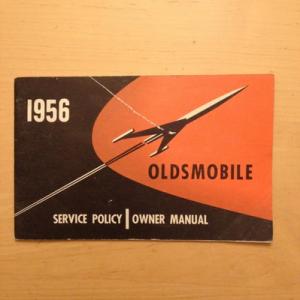 1956
OLDSMOBILE
SERVICE POLICY | OWNER MANUAL